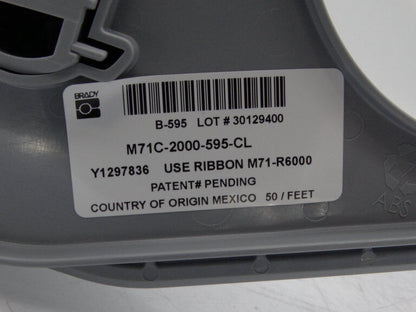 BRADY
B-595 LOT # 30129400
M71C-2000-595-CL
Y1297836 USE RIBBON M71-R6000
PATENT# PENDING
COUNTRY OF ORIGIN MEXICO 50 / FEET
ABS